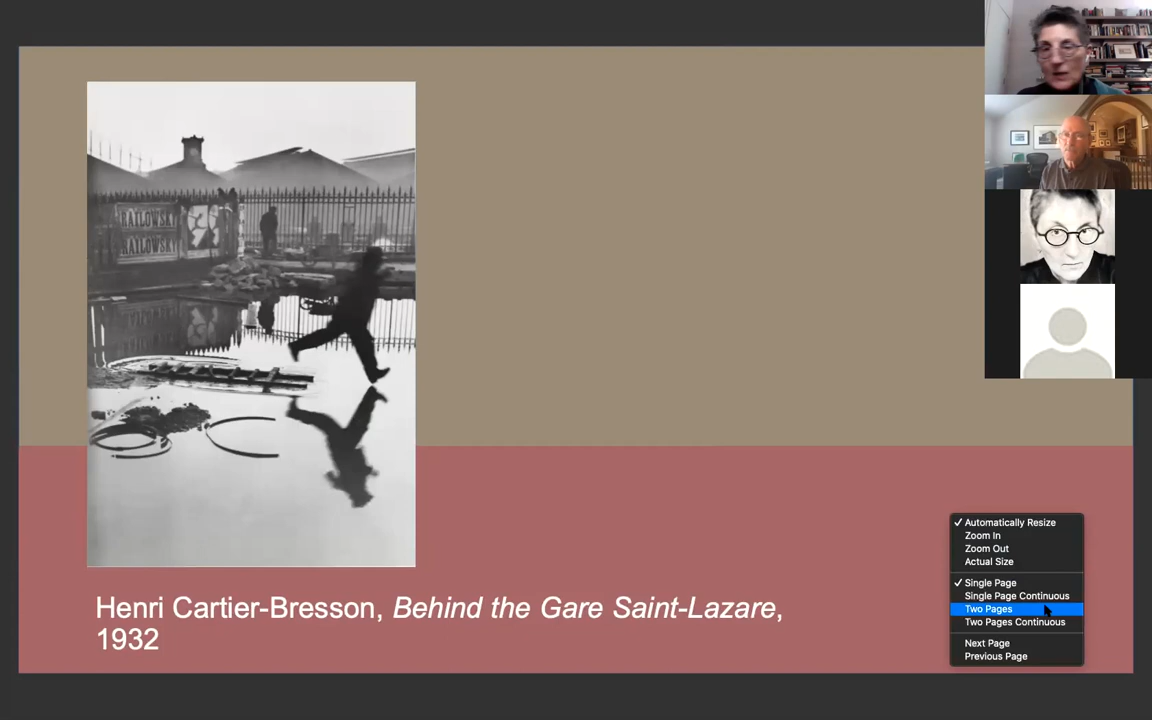 RAILOWSKY
RAILOWSKY
Henri Cartier-Bresson, Behind the Gare Saint-Lazare,
1932
✓ Automatically Resize
Zoom In
Zoom Out
Actual Size
✓ Single Page
Single Page Continuous
Two Pages
Two Pages Continuous
Next Page
Previous Page